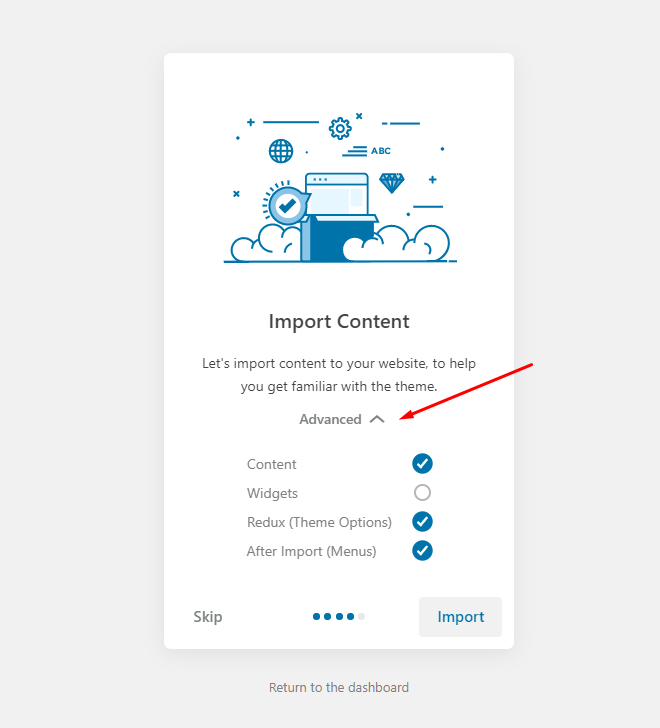 ABC
Import Content
Let's import content to your website, to help
you get familiar with the theme.
Advanced
Content
Widgets
Redux (Theme Options)
After Import (Menus)
Skip
Import
Return to the dashboard